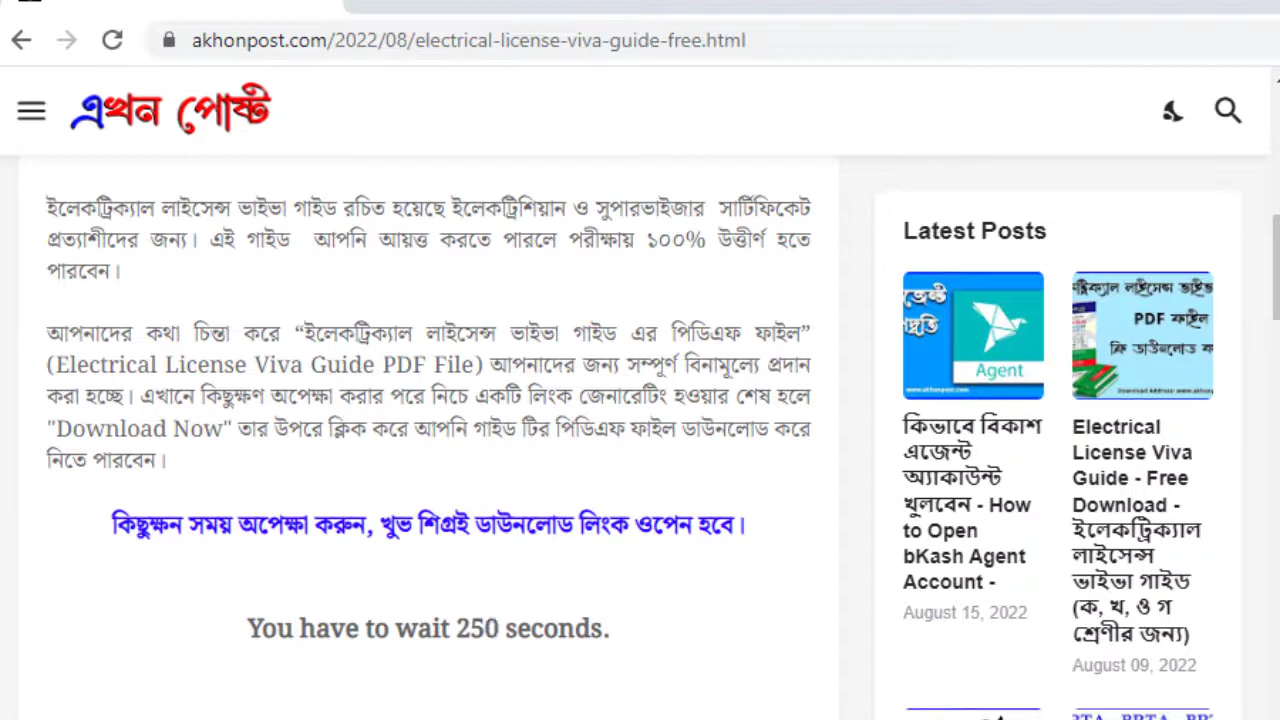 akhonpost.com/2022/08/electrical-license-viva-guide-free.html
এখন পোষ্ট
ইলেকট্রিক্যাল লাইসেন্স ভাইভা গাইড রচিত হয়েছে ইলেকট্রিশিয়ান ও সুপারভাইজার সার্টিফিকেট
প্রত্যাশীদের জন্য। এই গাইড আপনি আয়ত্ত করতে পারলে পরীক্ষায় ১০০% উত্তীর্ণ হতে
পারবেন।
আপনাদের কথা চিন্তা করে “ইলেকট্রিক্যাল লাইসেন্স ভাইভা গাইড এর পিডিএফ ফাইল”
(Electrical License Viva Guide PDF File) আপনাদের জন্য সম্পূর্ণ বিনামূল্যে প্রদান
করা হচ্ছে। এখানে কিছুক্ষণ অপেক্ষা করার পরে নিচে একটি লিংক জেনারেটিং হওয়ার শেষ হলে
"Download Now" তার উপরে ক্লিক করে আপনি গাইড টির পিডিএফ ফাইল ডাউনলোড করে
নিতে পারবেন।
কিছুক্ষন সময় অপেক্ষা করুন, খুভ শিগ্রই ডাউনলোড লিংক ওপেন হবে।
You have to wait 250 seconds.
Latest Posts
Agent
www.akhonpost.com
কিভাবে বিকাশ
এজেন্ট
অ্যাকাউন্ট
খুলবেন - How
to Open
bKash Agent
Account -
August 15, 2022
লাইসেন্স
PDF ফাইল
ফ্রি ডাউনলোড
Electrical
License Viva
Guide - Free
Download -
ইলেকট্রিক্যাল
লাইসেন্স
ভাইভা গাইড
(ক, খ, ও গ
শ্রেণীর জন্য)
August 09, 2022